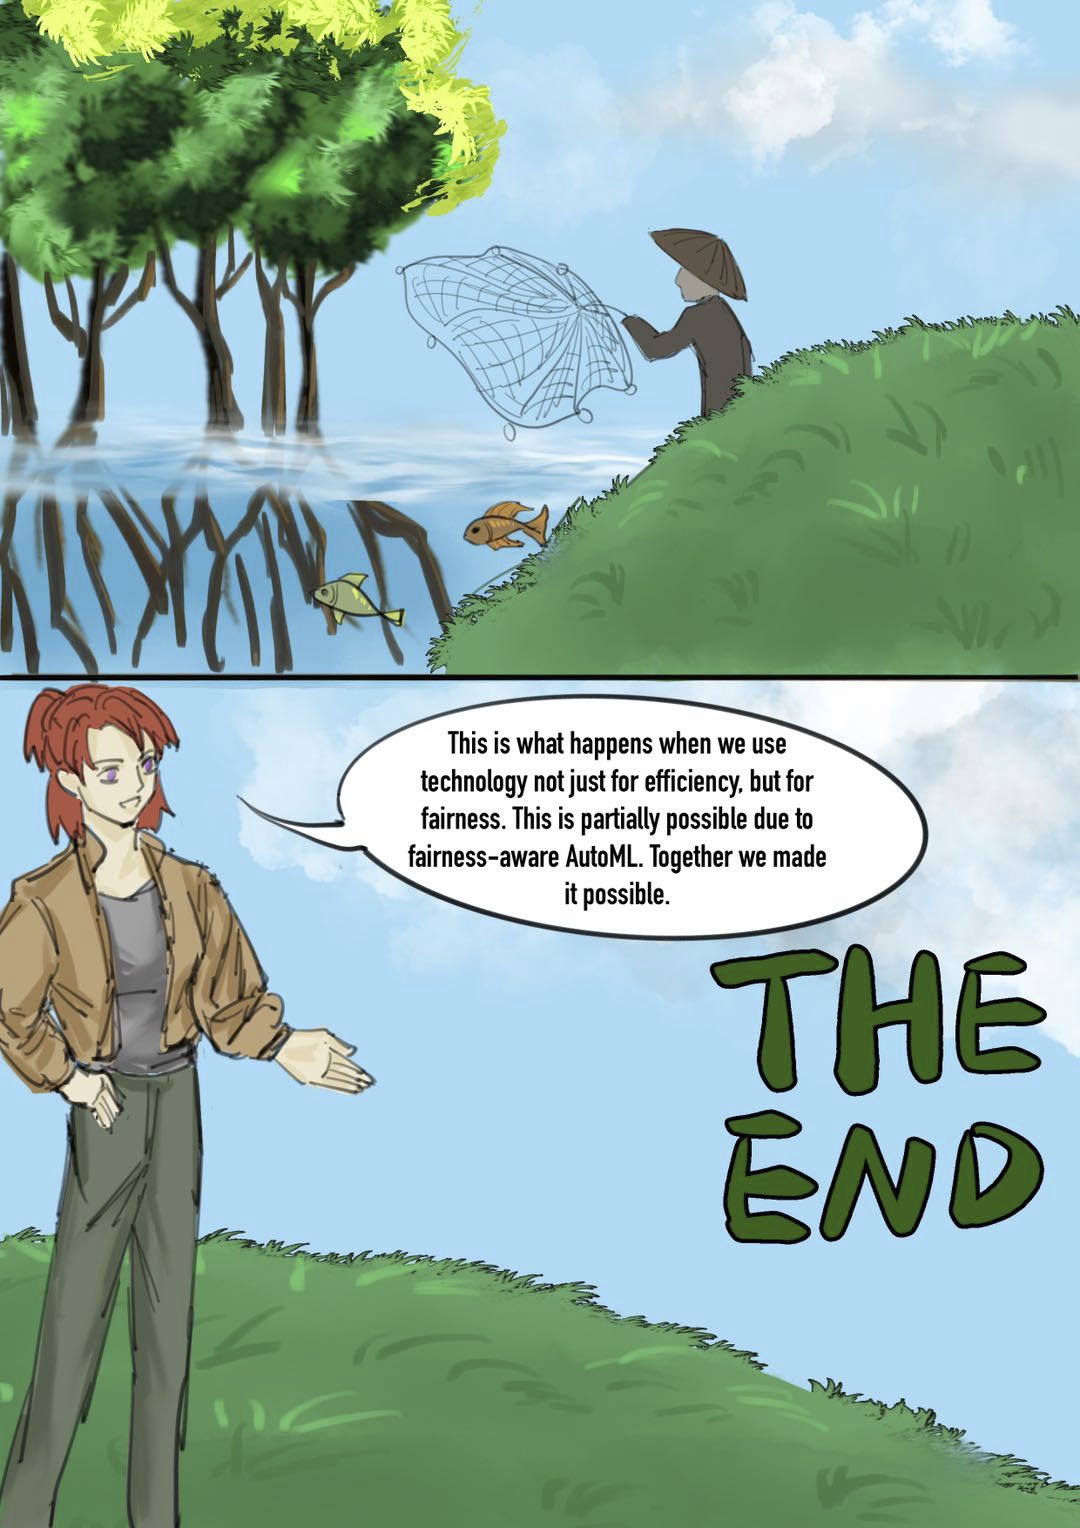 This is what happens when we use
technology not just for efficiency, but for
fairness. This is partially possible due to
fairness-aware AutoML. Together we made
it possible.
THE
END